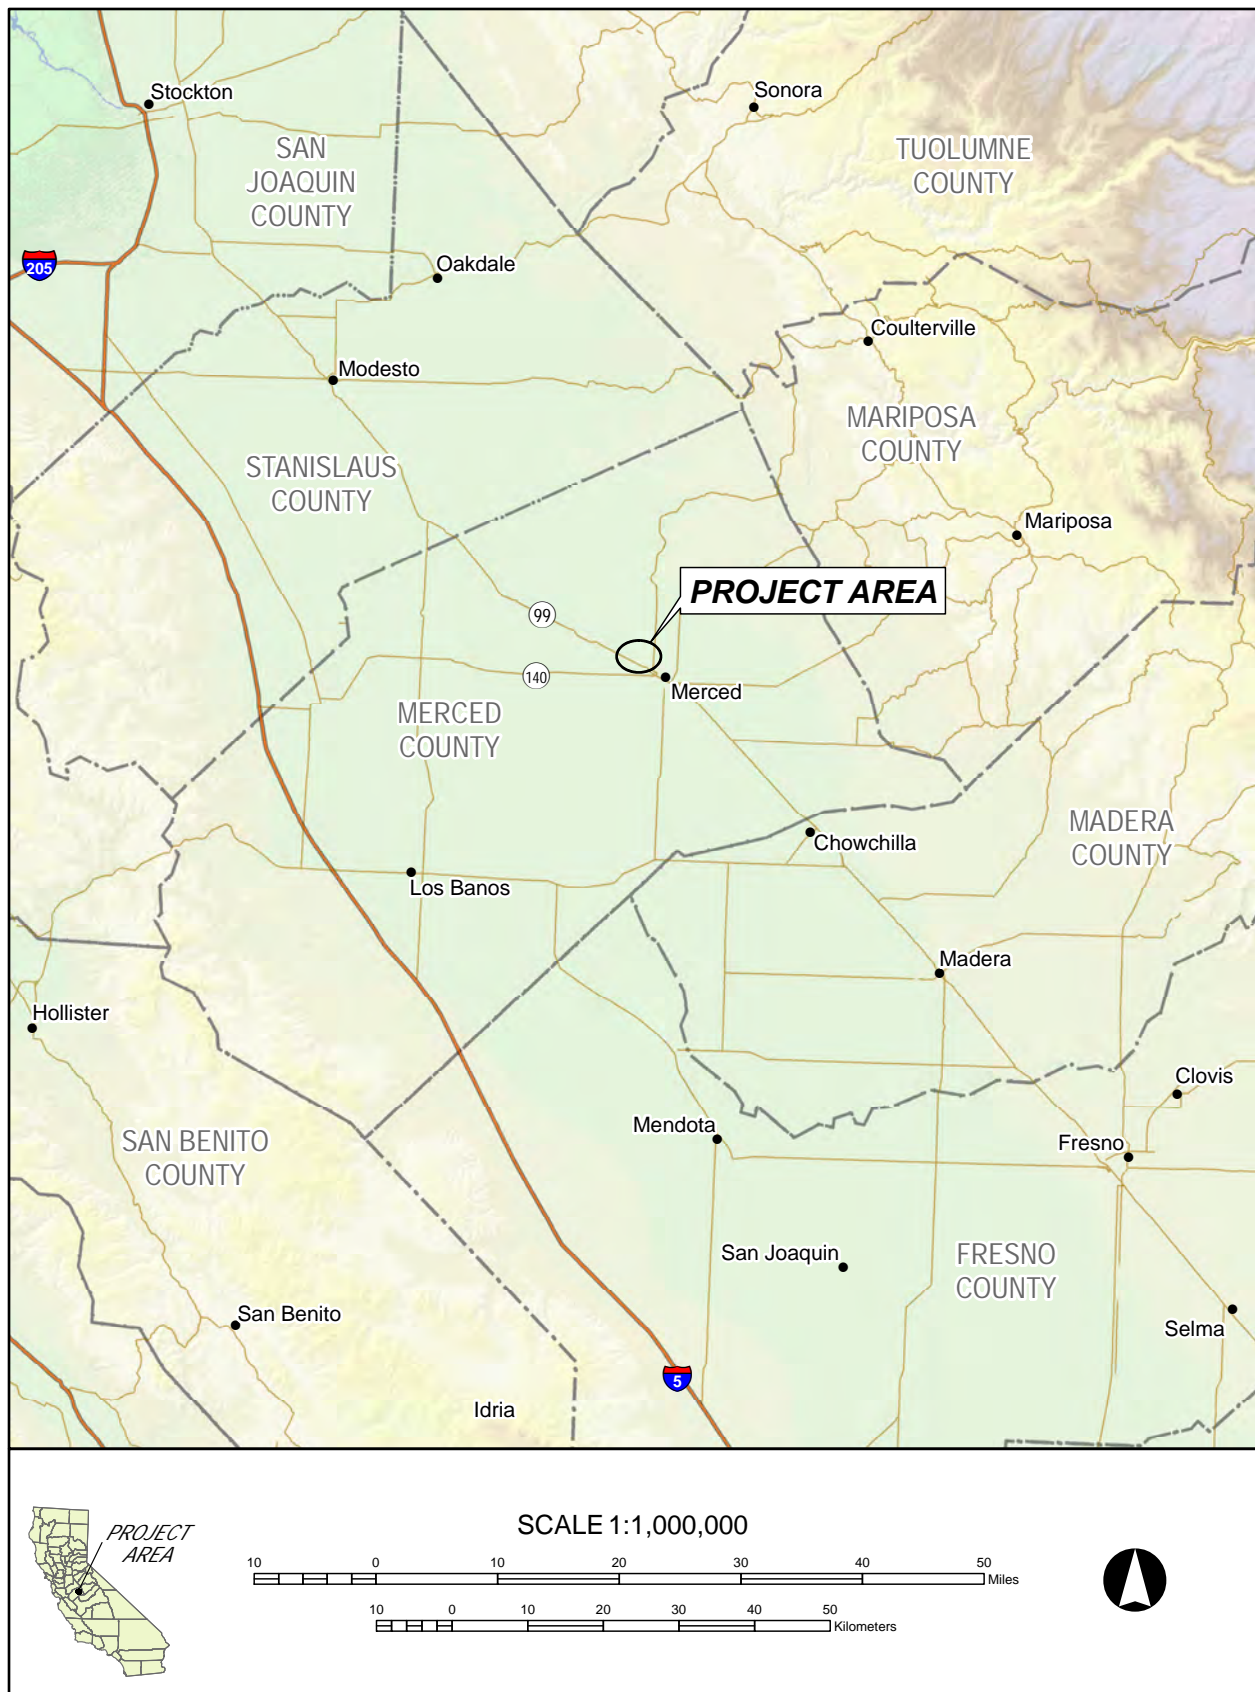 Stockton
Sonora
SAN
JOAQUIN
COUNTY
TUOLUMNE
COUNTY
205
Oakdale
Coulterville
Modesto
MARIPOSA
COUNTY
STANISLAUS
COUNTY
Mariposa
PROJECT AREA
99
140
Merced
MERCED
COUNTY
MADERA
COUNTY
Chowchilla
Los Banos
Madera
Hollister
Clovis
Mendota
Fresno
SAN BENITO
COUNTY
San Joaquin
FRESNO
COUNTY
San Benito
Selma
5
Idria
PROJECT
AREA
SCALE 1:1,000,000
10 0 10 20 30 40 50
Miles
10 0 10 20 30 40 50
Kilometers